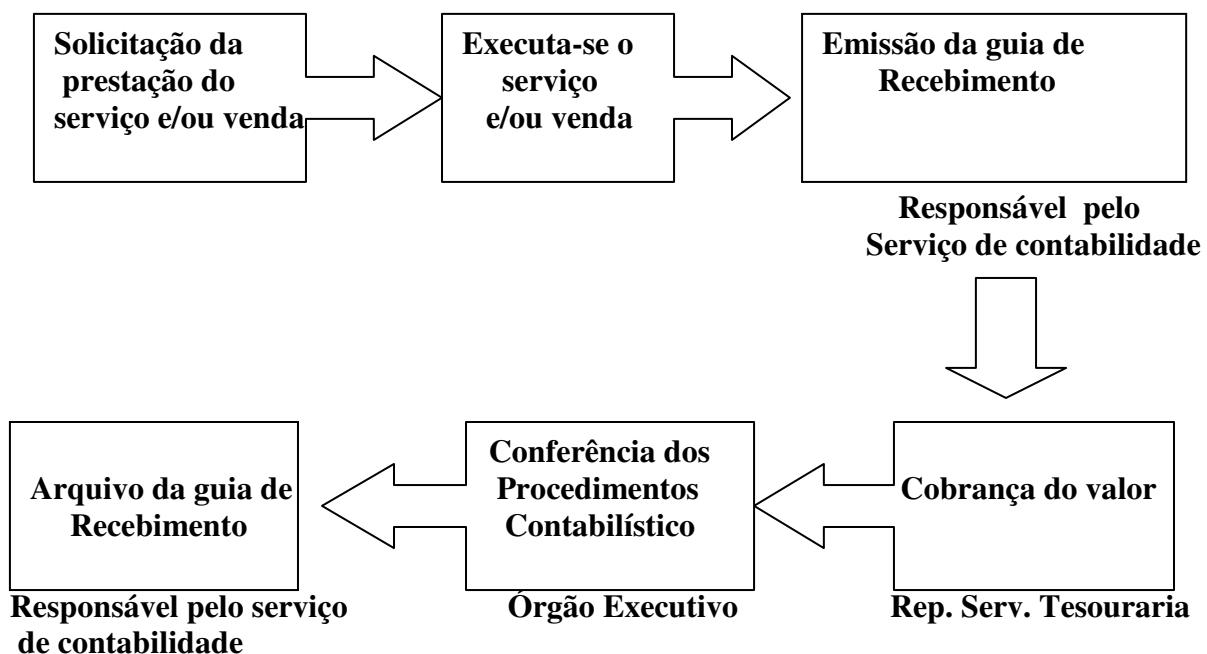 Solicitação da
prestação do
serviço e/ou venda
Executa-se o
serviço
e/ou venda
Emissão da guia de
Recebimento
Responsável pelo
Serviço de contabilidade
Cobrança do valor
Rep. Serv. Tesouraria
Conferência dos
Procedimentos
Contabilístico
Órgão Executivo
Arquivo da guia de
Recebimento
Responsável pelo serviço
de contabilidade